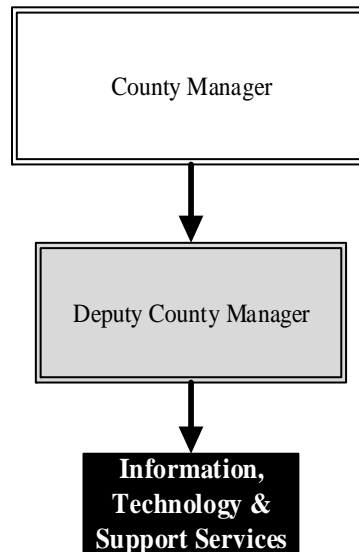 County Manager
Deputy County Manager
Information,
Technology &
Support Services